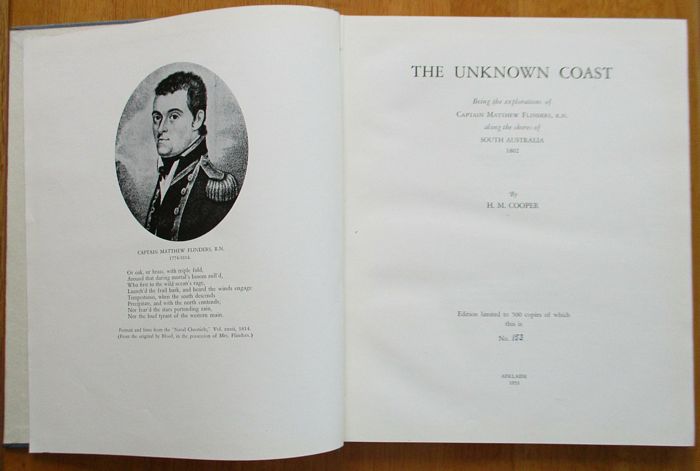 CAPTAIN MATTHEW FLINDERS, R.N.
1774-1814.
Or oak, or brass, with triple fold,
Around that daring mortal's bosom roll'd,
Who first to the wild ocean's rage,
Launch'd the frail bark, and heard the winds engage
Tempestuous, when the south descends
Precipitate, and with the north contends;
Nor fear'd the stars portending rain,
Nor the loud tyrant of the western main.
Portrait and lines from the "Naval Chronicle," Vol. xxxii, 1814.
(From the original by Blood, in the possession of Mrs. Flinders.)
THE UNKNOWN COAST
Being the explorations of
CAPTAIN MATTHEW FLINDERS, R.N.
along the shores of
SOUTH AUSTRALIA
1802
By
H. M. COOPER
Edition limited to 500 copies of which
this is
No. 153
ADELAIDE
1953